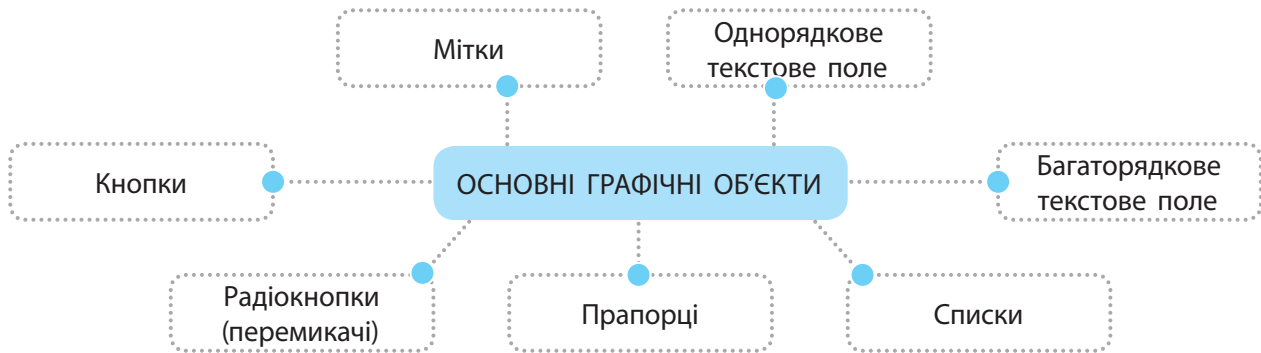 Мітки
Однорядкове
текстове поле
Кнопки
ОСНОВНІ ГРАФІЧНІ ОБ’ЄКТИ
Багаторядкове
текстове поле
Радіокнопки
(перемикачі)
Прапорці
Списки